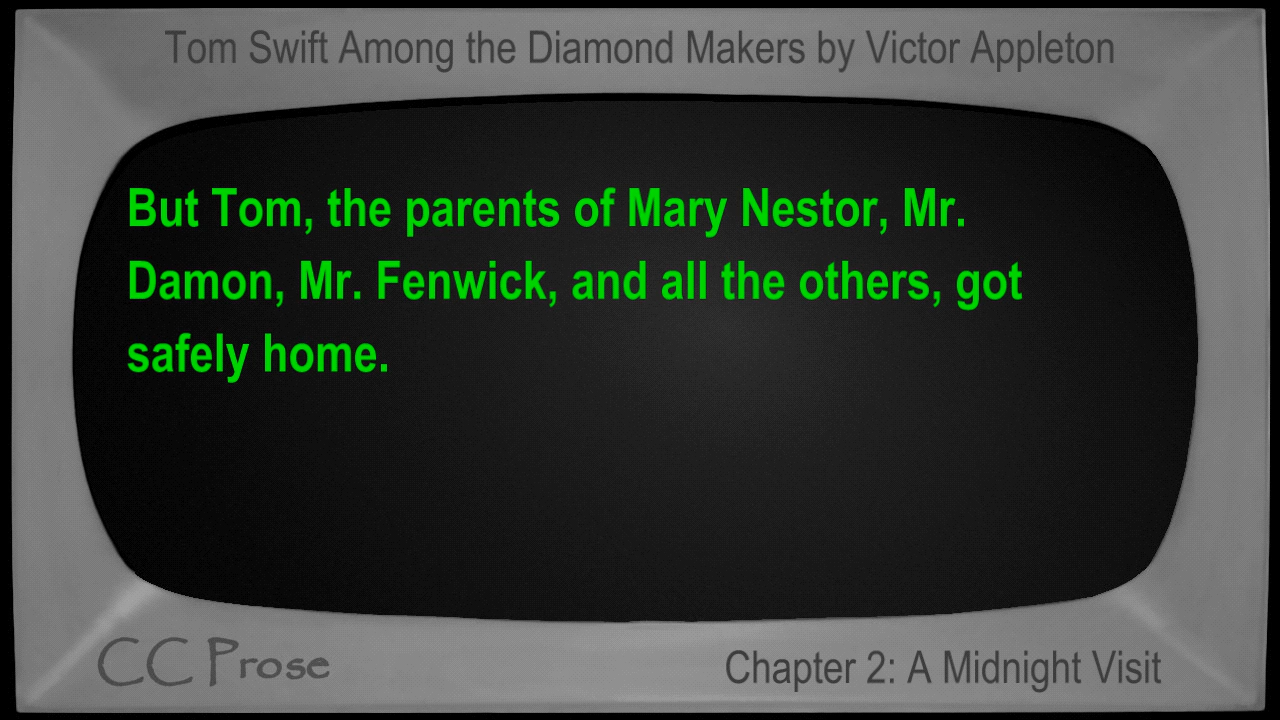 Tom Swift Among the Diamond Makers by Victor Appleton
But Tom, the parents of Mary Nestor, Mr.
Damon, Mr. Fenwick, and all the others, got
safely home.
CC Prose
Chapter 2: A Midnight Visit